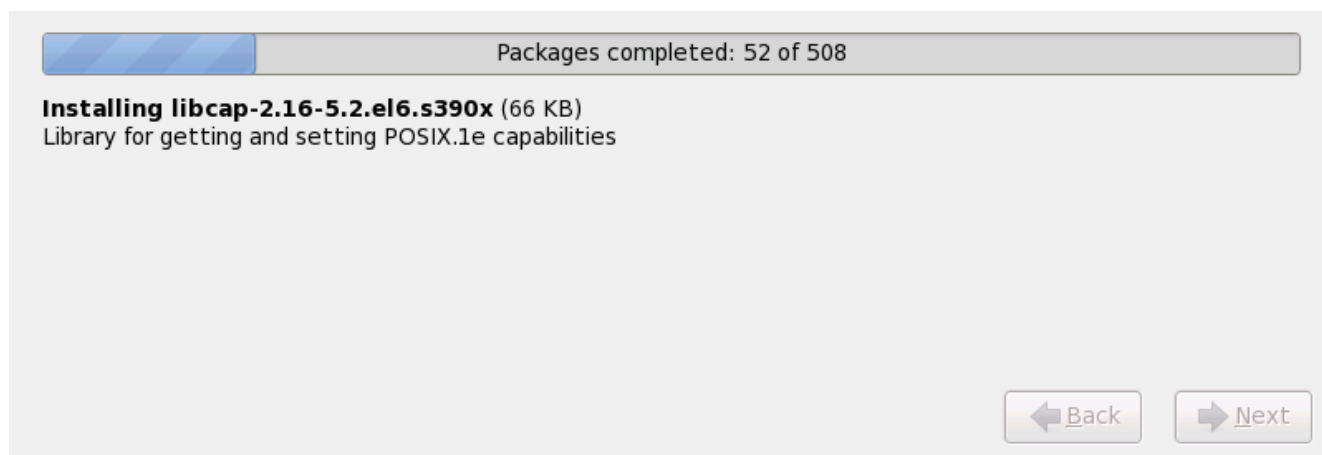 Packages completed: 52 of 508
Installing libcap-2.16-5.2.el6.s390x (66 KB)
Library for getting and setting POSIX.1e capabilities
Back
Next